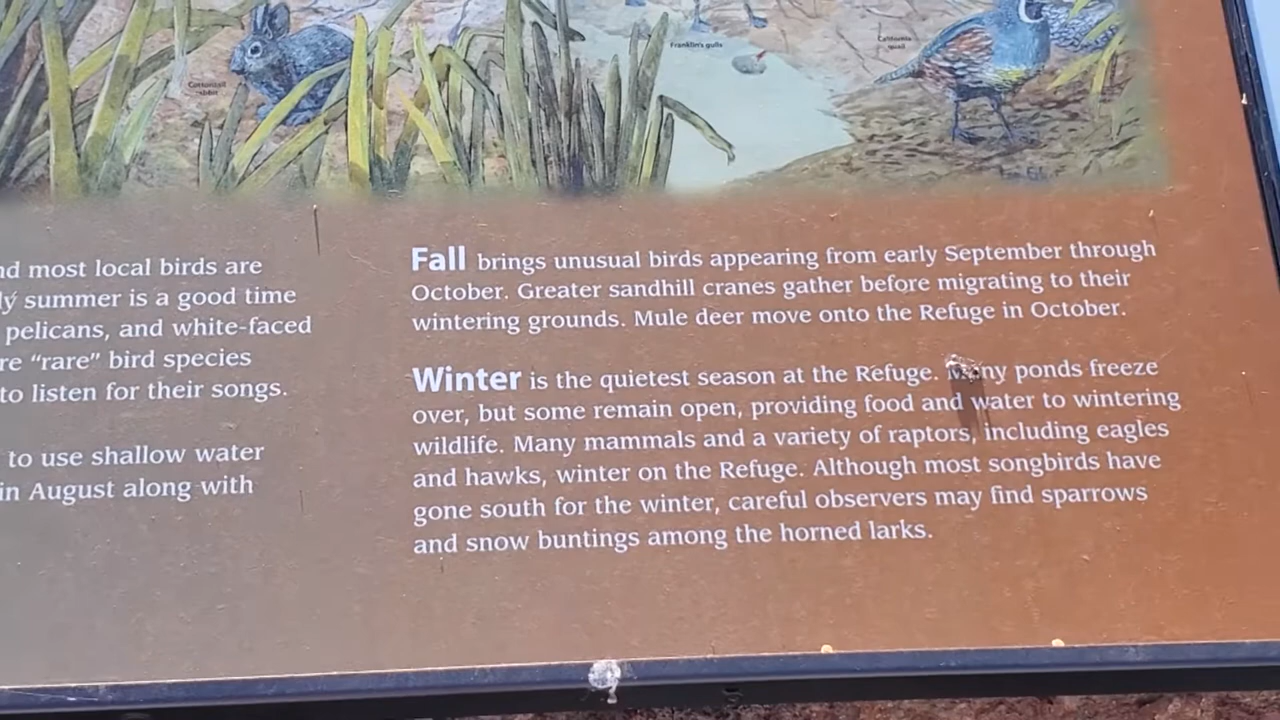 Cottontail
rabbit
Franklin's gulls
California
quail
nd most local birds are
ly summer is a good time
pelicans, and white-faced
re “rare” bird species
to listen for their songs.
to use shallow water
in August along with
Fall brings unusual birds appearing from early September through
October. Greater sandhill cranes gather before migrating to their
wintering grounds. Mule deer move onto the Refuge in October.
Winter is the quietest season at the Refuge. Many ponds freeze
over, but some remain open, providing food and water to wintering
wildlife. Many mammals and a variety of raptors, including eagles
and hawks, winter on the Refuge. Although most songbirds have
gone south for the winter, careful observers may find sparrows
and snow buntings among the horned larks.